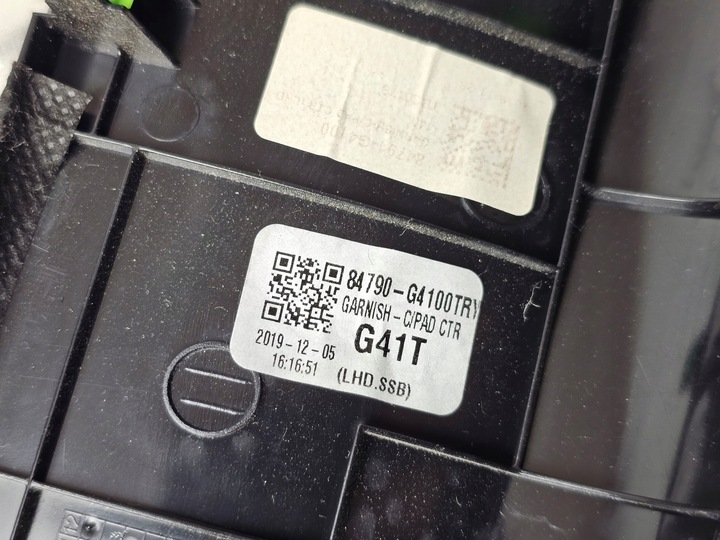 84790-G4100TRY
GARNISH-C/PAD CTR
G41T
2019-12-05
16:16:51
(LHD.SSB)